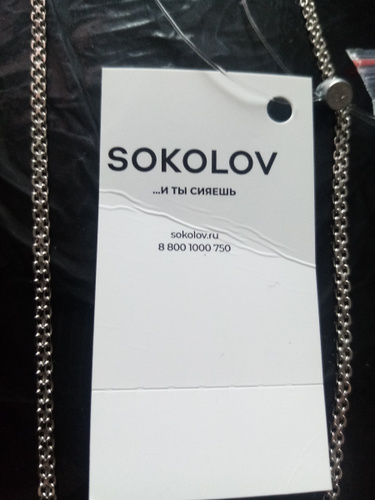 SOKOLOV
...И ТЫ СИЯЕШЬ
sokolov.ru
8 800 1000 750